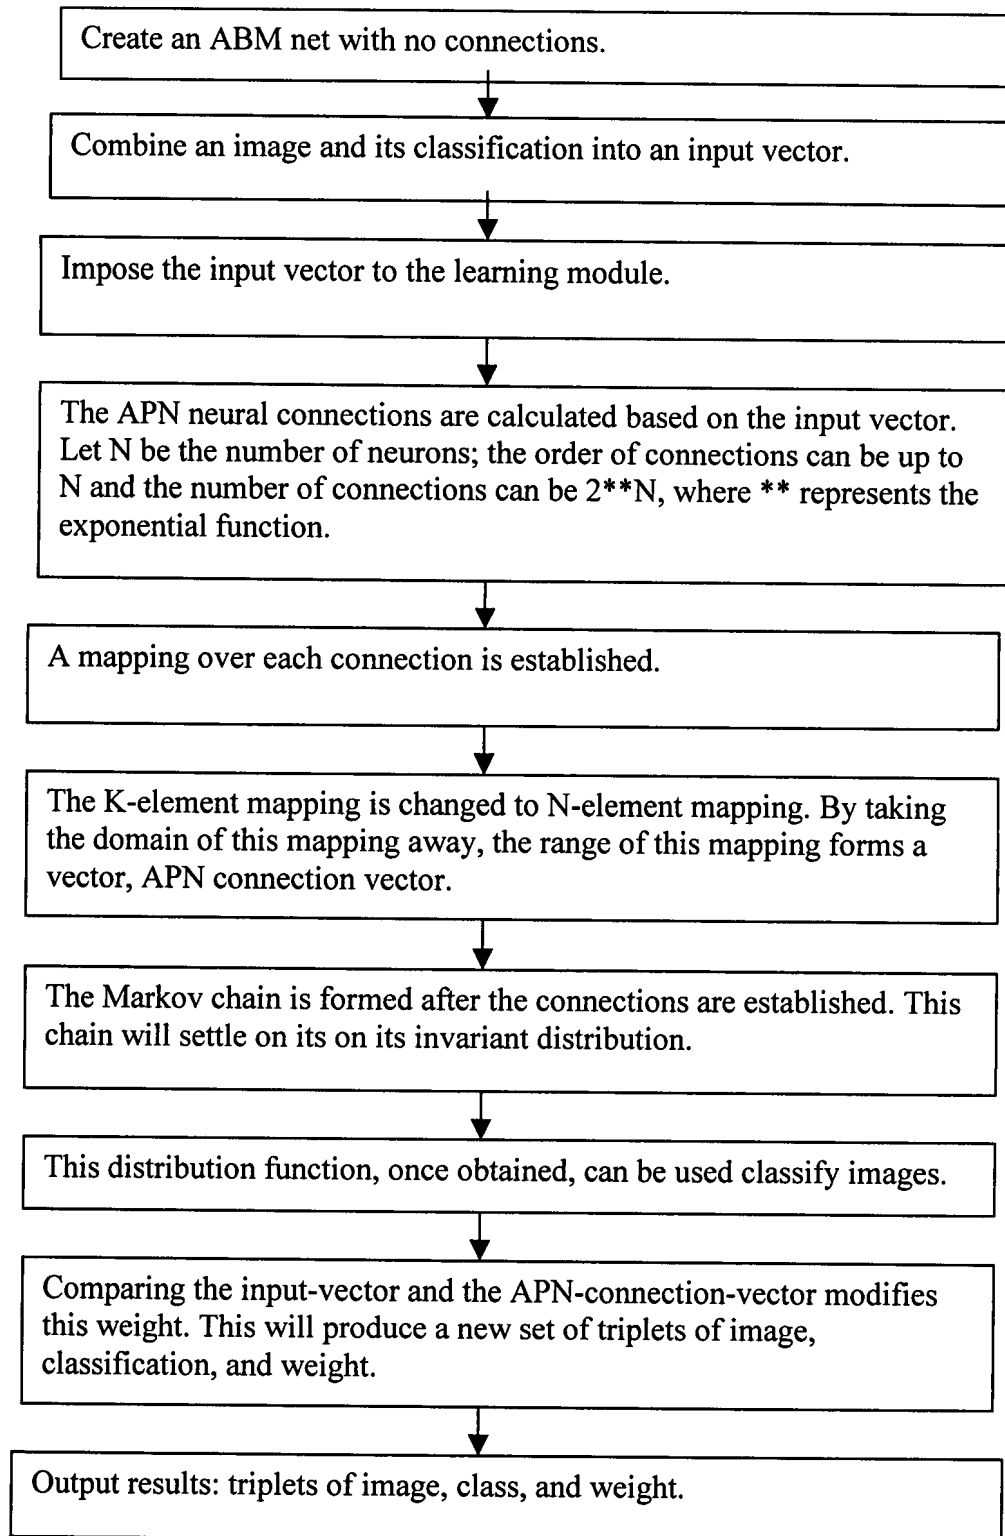 Create an ABM net with no connections.
Combine an image and its classification into an input vector.
Impose the input vector to the learning module.
The APN neural connections are calculated based on the input vector.
Let N be the number of neurons; the order of connections can be up to
N and the number of connections can be 2**N, where ** represents the
exponential function.
A mapping over each connection is established.
The K-element mapping is changed to N-element mapping. By taking
the domain of this mapping away, the range of this mapping forms a
vector, APN connection vector.
The Markov chain is formed after the connections are established. This
chain will settle on its on its invariant distribution.
This distribution function, once obtained, can be used classify images.
Comparing the input-vector and the APN-connection-vector modifies
this weight. This will produce a new set of triplets of image,
classification, and weight.
Output results: triplets of image, class, and weight.